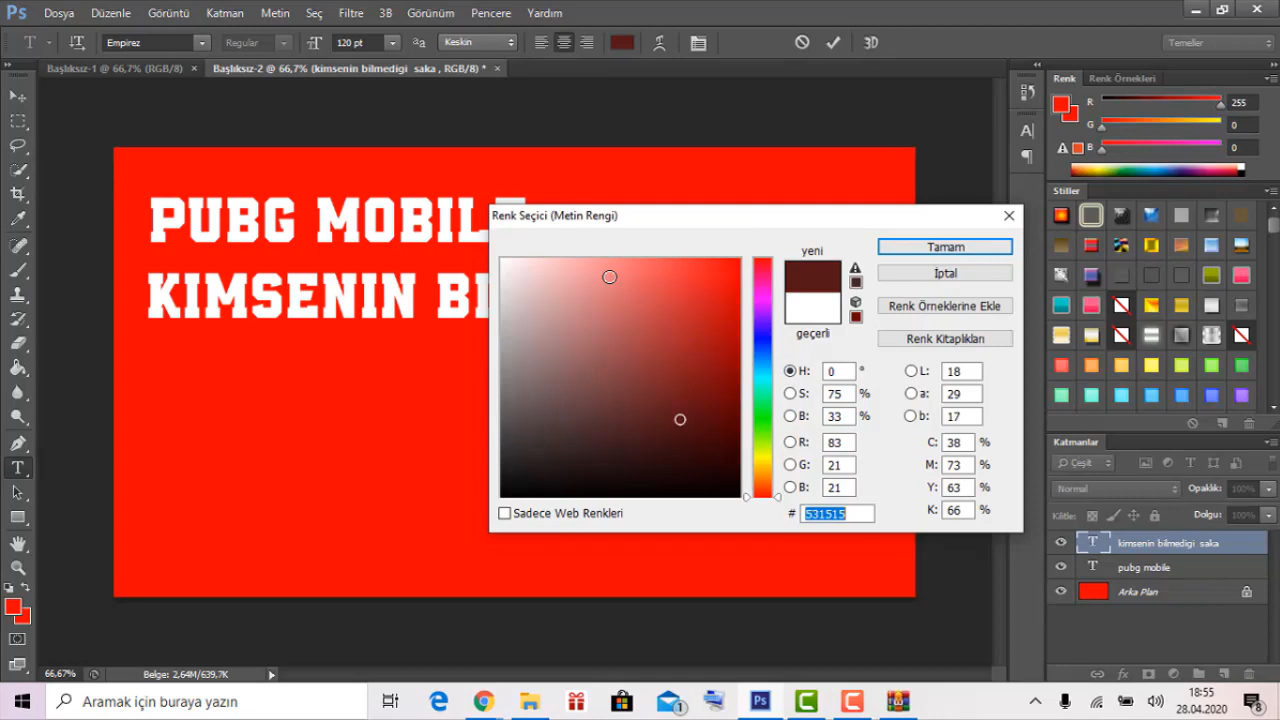 Ps Dosya Düzenle Görüntü Katman Metin Seç Filtre 3B Görünüm Pencere Yardım
T Empirez Regular 120 pt aa Keskin 3D Temeller
Başlıksız-1 @ 66,7% (RGB/8) × Başlıksız-2 @ 66,7% (kimsenin bilmedigi saka , RGB/8) * ×
Renk Renk Örnekleri
R 255
G 0
B 0
Stiller
PUBG MOBILE
KIMSENIN BI
Renk Seçici (Metin Rengi)
yeni
geçerli
Tamam
İptal
Renk Örneklerine Ekle
Renk Kitaplıkları
H: 0 ° L: 18
S: 75 % a: 29
B: 33 % b: 17
R: 83 C: 38 %
G: 21 M: 73 %
B: 21 Y: 63 %
# 531515 K: 66 %
Sadece Web Renkleri
Katmanlar
Çeşit
Normal Opaklık: 100%
Kilitle: Dolgu: 100%
T kimsenin bilmedigi saka
T pubg mobile
Arka Plan
66,67% Belge: 2,64M/639,7K
Aramak için buraya yazın
18:55
28.04.2020